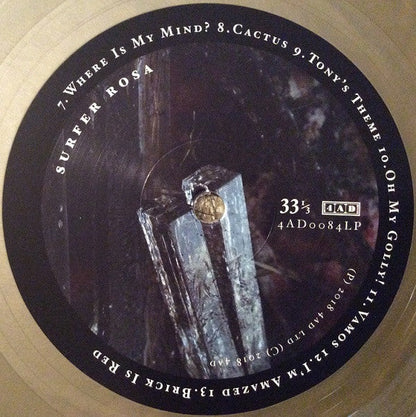 7.Where Is My Mind? 8.Cactus 9.Tony's Theme 10.Oh My Golly! 11.Vamos 12.I'm Amazed 13.Brick Is Red
SURFER ROSA
33⅓ 4AD
4AD0084LP
(P) 2018 4AD LTD (C) 2018 4AD